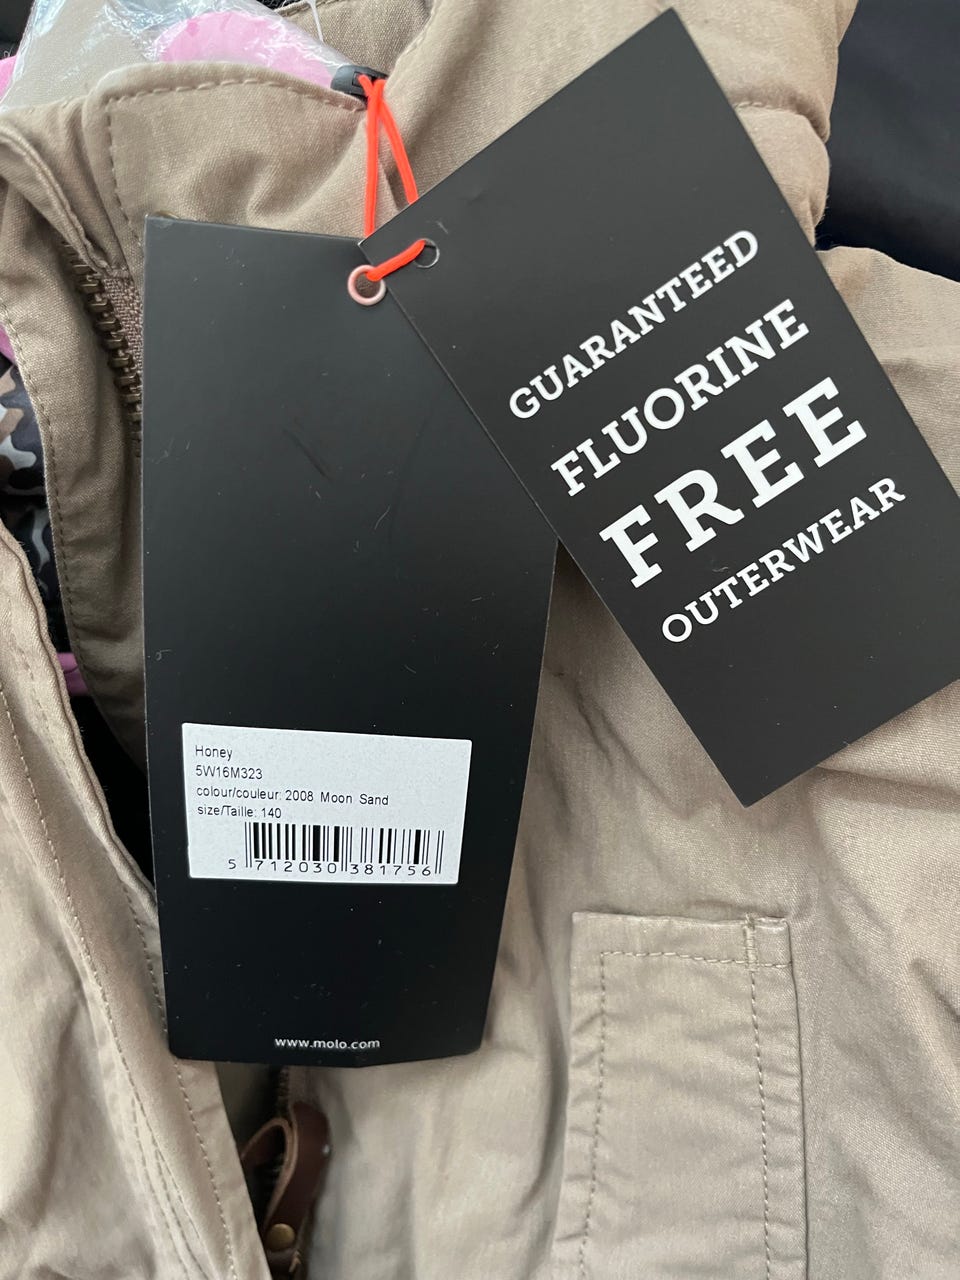 GUARANTEED
FLUORINE
FREE
OUTERWEAR
Honey
5W16M323
colour/couleur: 2008 Moon Sand
size/Taille: 140
5 712030 381756
www.molo.com